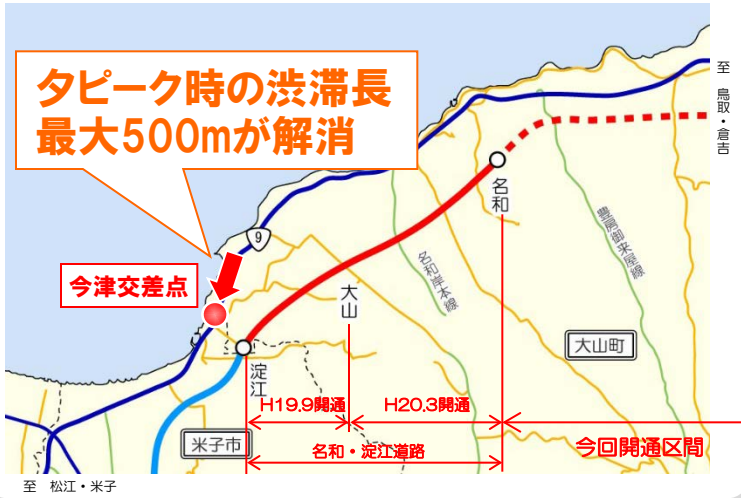 夕ピーク時の渋滞長
最大500mが解消
至 鳥取・倉吉
名和
9
今津交差点
名和岸本線
豊房御来屋線
大山
大山町
淀江
H19.9開通
H20.3開通
米子市
名和・淀江道路
今回開通区間
至 松江・米子